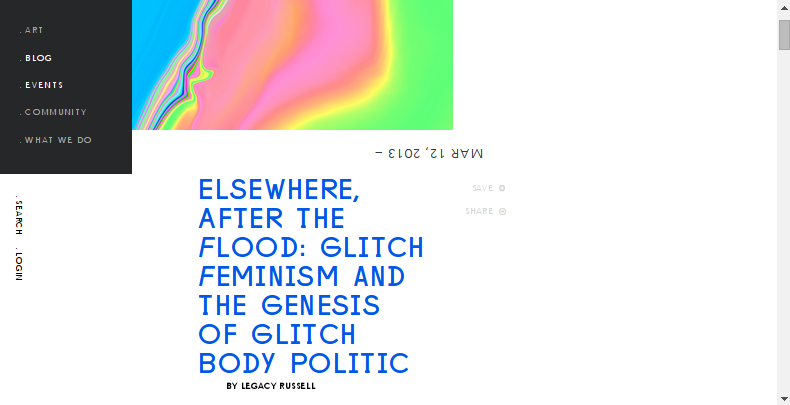 . ART
. BLOG
. EVENTS
. COMMUNITY
. WHAT WE DO
. SEARCH
. LOGIN
MAR 12, 2013 –
ELSEWHERE,
AFTER THE
FLOOD: GLITCH
FEMINISM AND
THE GENESIS
OF GLITCH
BODY POLITIC
BY LEGACY RUSSELL
SAVE
SHARE